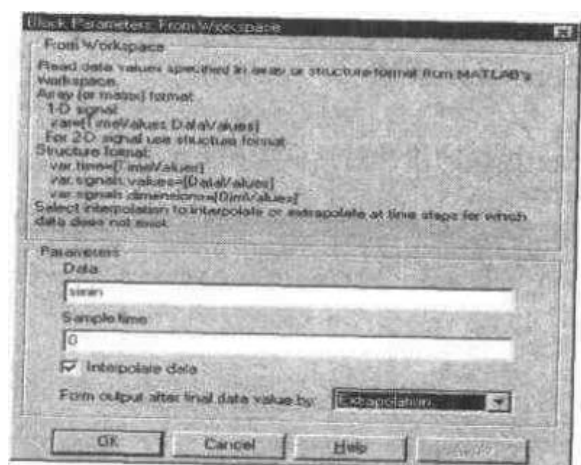 Block Parameters: From Workspace
From Workspace
Read data values specified in array or structure format from MATLAB's
workspace.
Array (or matrix) format:
1-D signal:
var=[TimeValues DataValues]
For 2-D signal use structure format
Structure format:
var.time=[TimeValues]
var.signals.values=[DataValues]
var.signals.dimensions=[DimValues]
Select interpolation to interpolate or extrapolate at time steps for which
data does not exist.
Parameters
Data
Sample time
0
Interpolate data
Form output after final data value by: Extrapolation
OK
Cancel
Help